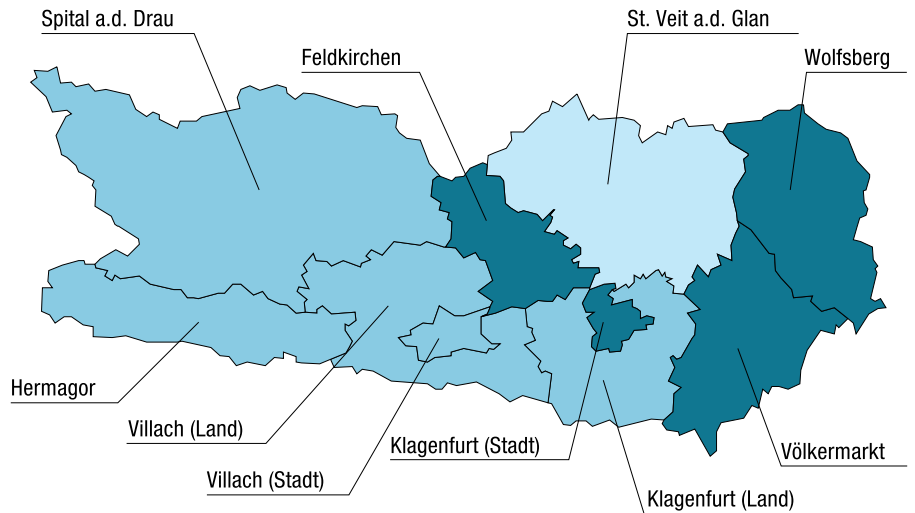 Spital a.d. Drau
St. Veit a.d. Glan
Feldkirchen
Wolfsberg
Hermagor
Villach (Land)
Klagenfurt (Stadt)
Völkermarkt
Villach (Stadt)
Klagenfurt (Land)